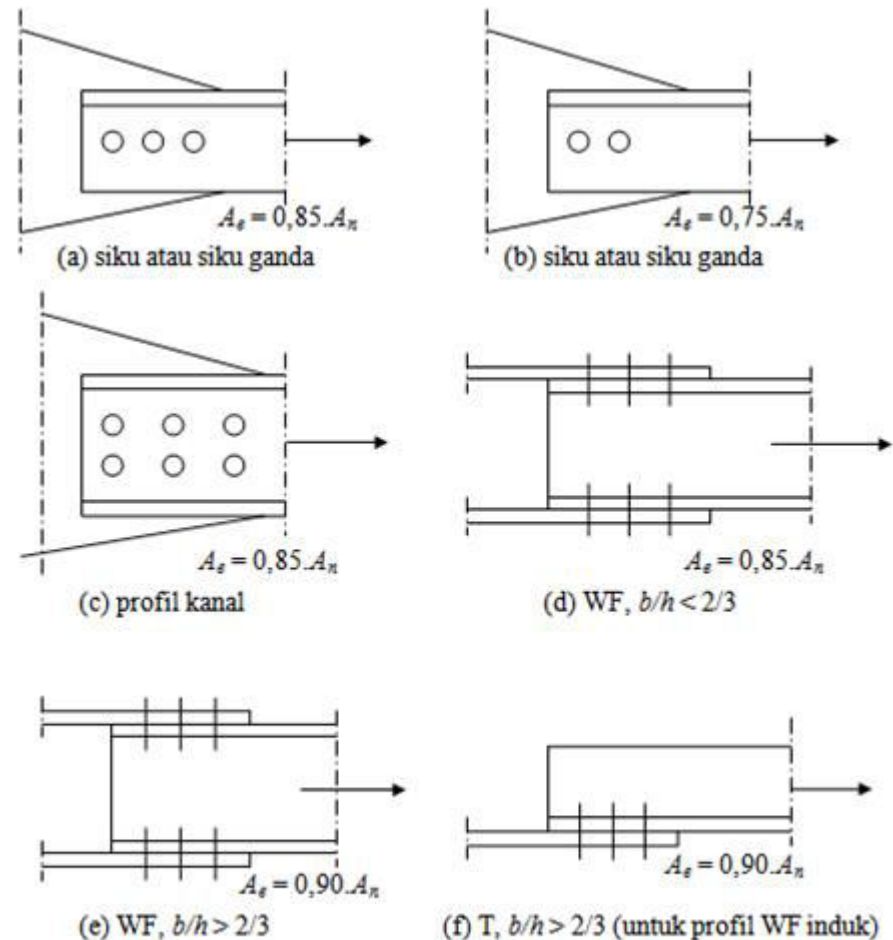 Ae = 0,85.An
(a) siku atau siku ganda
Ae = 0,75.An
(b) siku atau siku ganda
Ae = 0,85.An
(c) profil kanal
Ae = 0,85.An
(d) WF, b/h < 2/3
Ae = 0,90.An
(e) WF, b/h > 2/3
Ae = 0,90.An
(f) T, b/h > 2/3 (untuk profil WF induk)